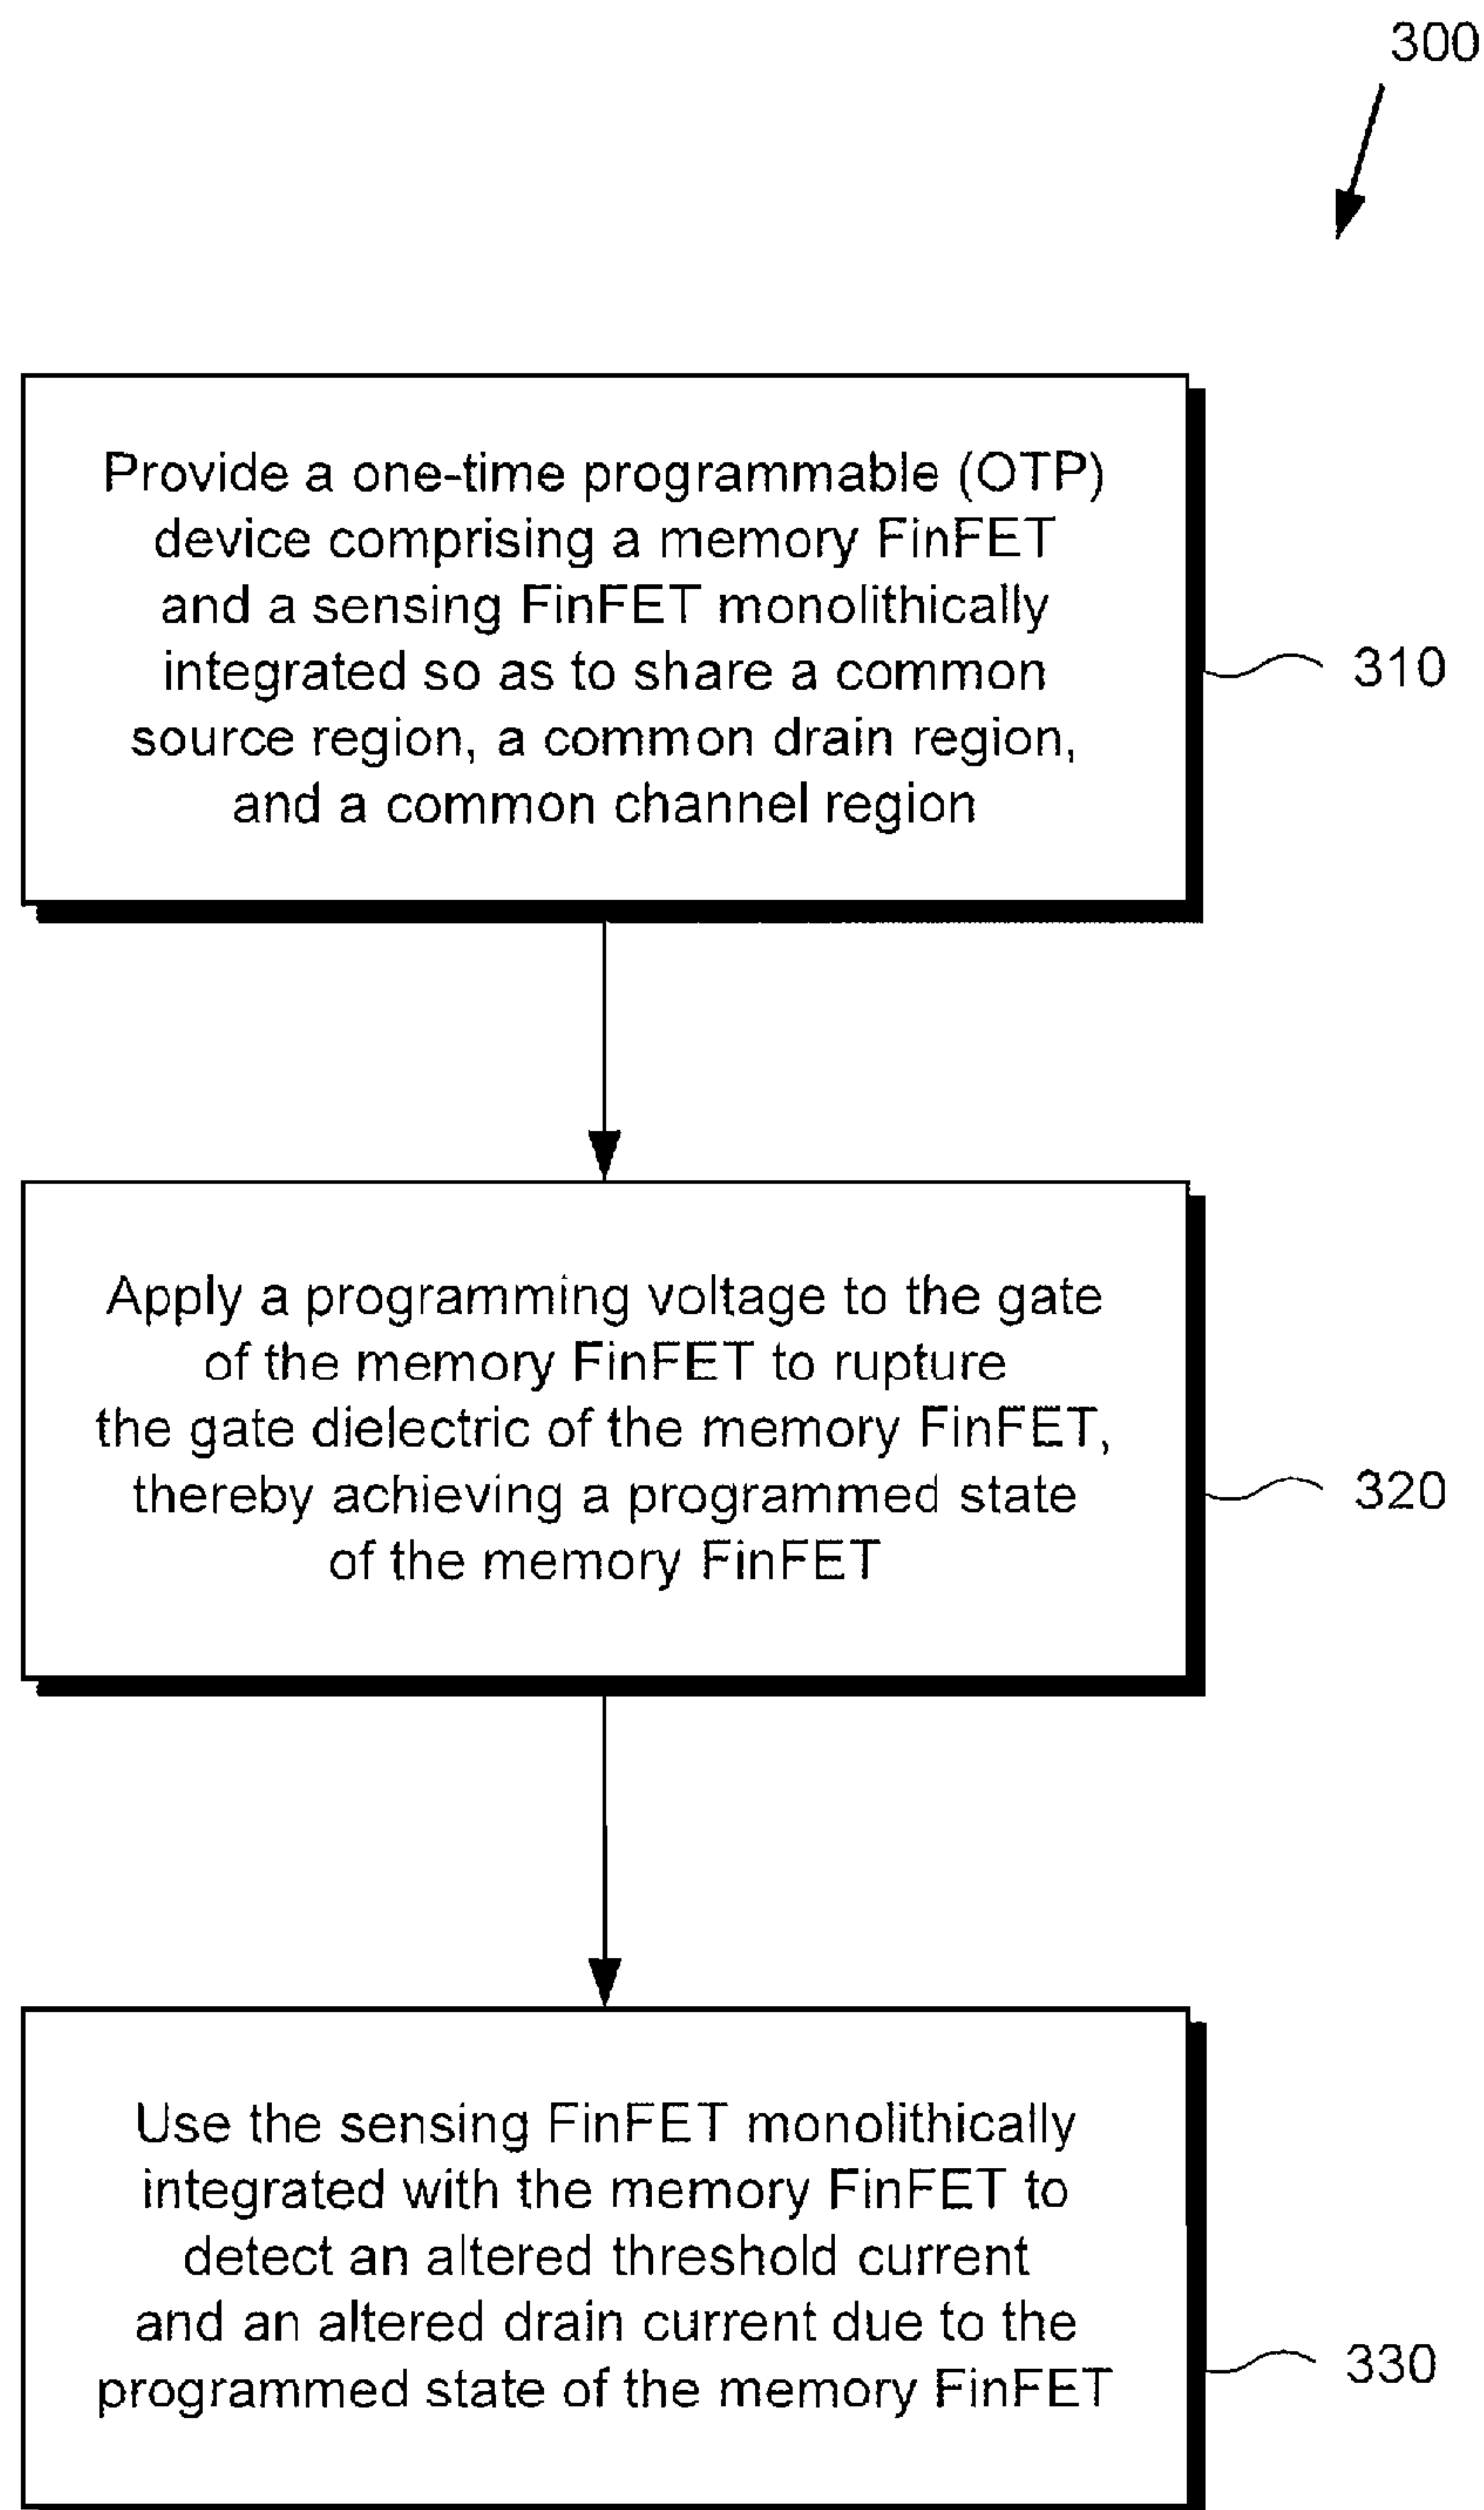 300
Provide a one-time programmable (OTP)
device comprising a memory FinFET
and a sensing FinFET monolithically
integrated so as to share a common
source region, a common drain region,
and a common channel region
310
Apply a programming voltage to the gate
of the memory FinFET to rupture
the gate dielectric of the memory FinFET,
thereby achieving a programmed state
of the memory FinFET
320
Use the sensing FinFET monolithically
integrated with the memory FinFET to
detect an altered threshold current
and an altered drain current due to the
programmed state of the memory FinFET
330